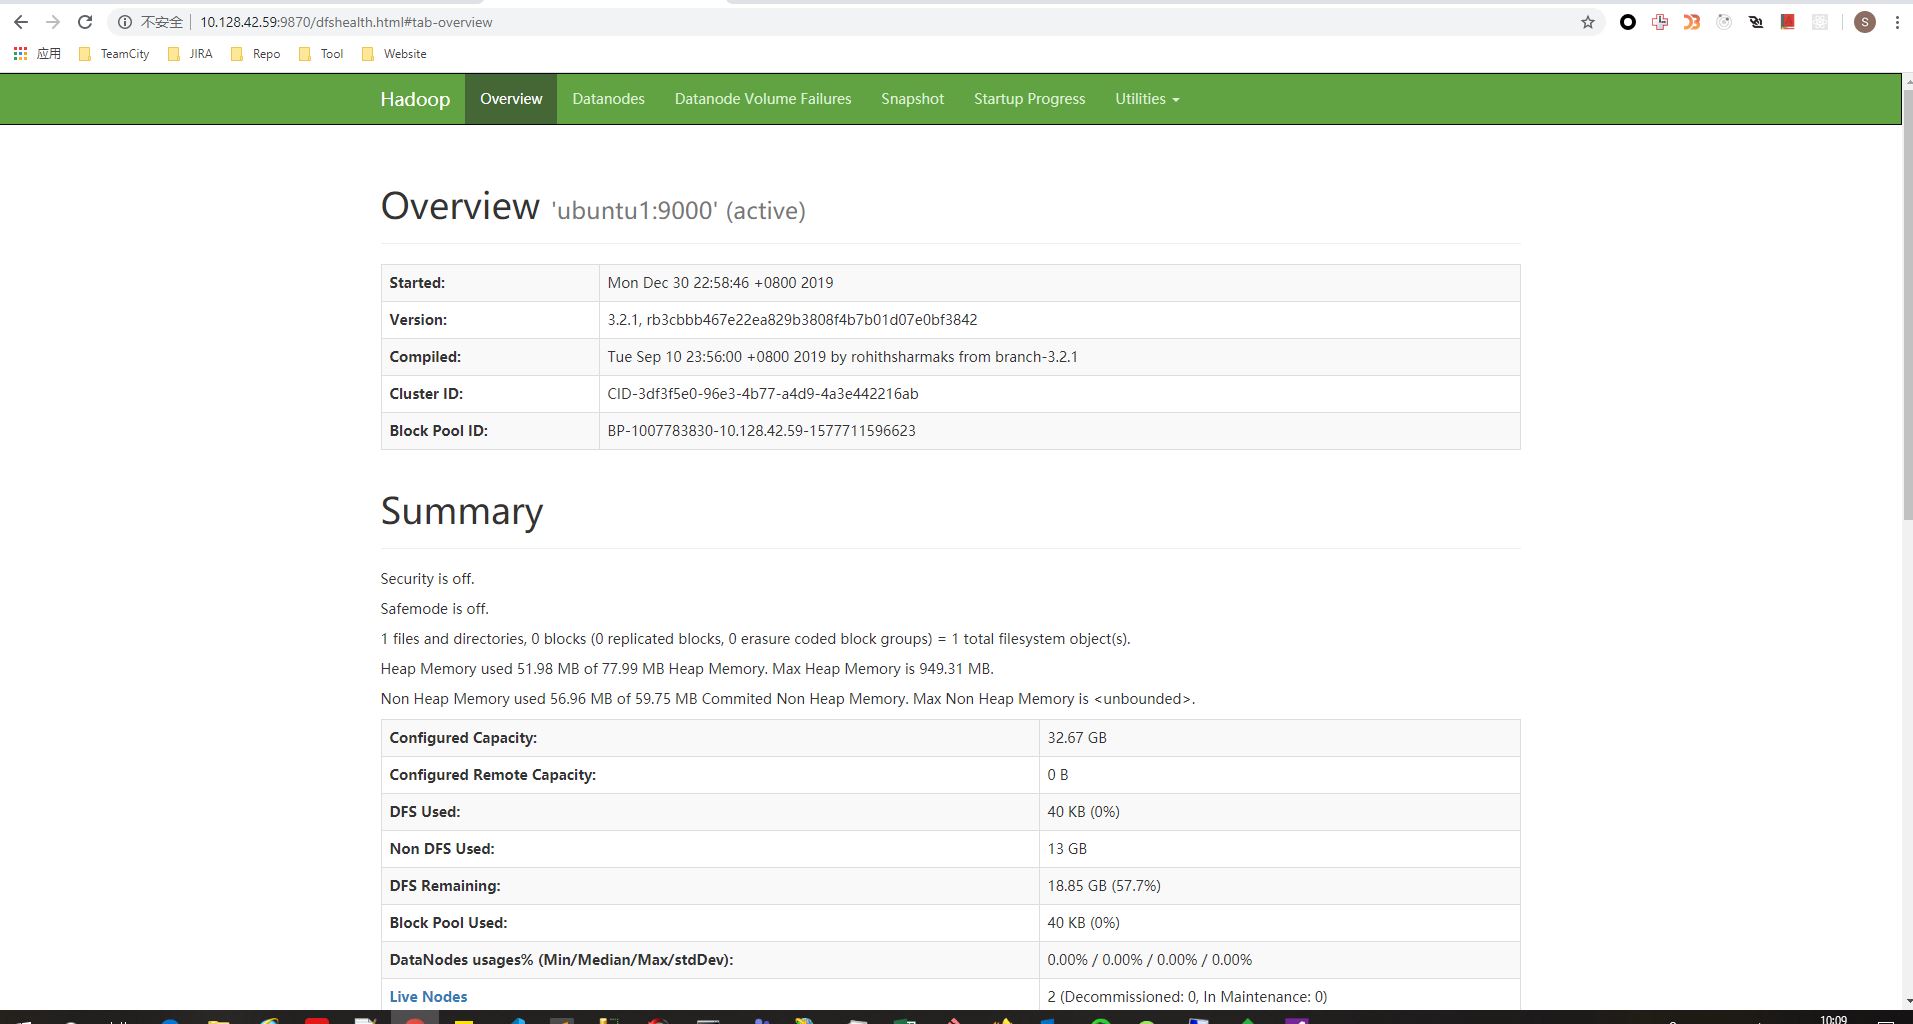 不安全 10.128.42.59:9870/dfshealth.html#tab-overview S
应用 TeamCity JIRA Repo Tool Website
Hadoop Overview Datanodes Datanode Volume Failures Snapshot Startup Progress Utilities
Overview 'ubuntu1:9000' (active)
Started: Mon Dec 30 22:58:46 +0800 2019
Version: 3.2.1, rb3cbbb467e22ea829b3808f4b7b01d07e0bf3842
Compiled: Tue Sep 10 23:56:00 +0800 2019 by rohithsharmaks from branch-3.2.1
Cluster ID: CID-3df3f5e0-96e3-4b77-a4d9-4a3e442216ab
Block Pool ID: BP-1007783830-10.128.42.59-1577711596623
Summary
Security is off.
Safemode is off.
1 files and directories, 0 blocks (0 replicated blocks, 0 erasure coded block groups) = 1 total filesystem object(s).
Heap Memory used 51.98 MB of 77.99 MB Heap Memory. Max Heap Memory is 949.31 MB.
Non Heap Memory used 56.96 MB of 59.75 MB Commited Non Heap Memory. Max Non Heap Memory is <unbounded>.
Configured Capacity: 32.67 GB
Configured Remote Capacity: 0 B
DFS Used: 40 KB (0%)
Non DFS Used: 13 GB
DFS Remaining: 18.85 GB (57.7%)
Block Pool Used: 40 KB (0%)
DataNodes usages% (Min/Median/Max/stdDev): 0.00% / 0.00% / 0.00% / 0.00%
Live Nodes 2 (Decommissioned: 0, In Maintenance: 0)
10:09